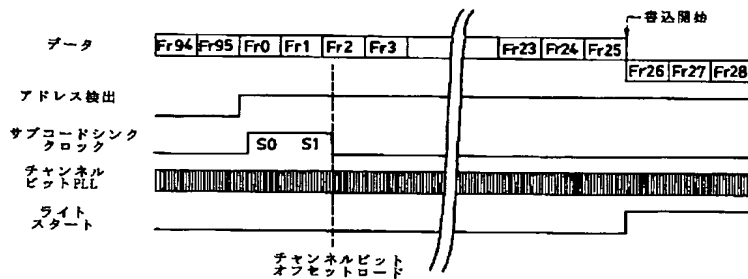 書込開始
データ Fr94 Fr95 Fr0 Fr1 Fr2 Fr3 Fr23 Fr24 Fr25
Fr26 Fr27 Fr28
アドレス検出
サブコードシンク
クロック
S0 S1
チャンネル
ビットPLL
ライト
スタート
チャンネルビット
オフセットロード